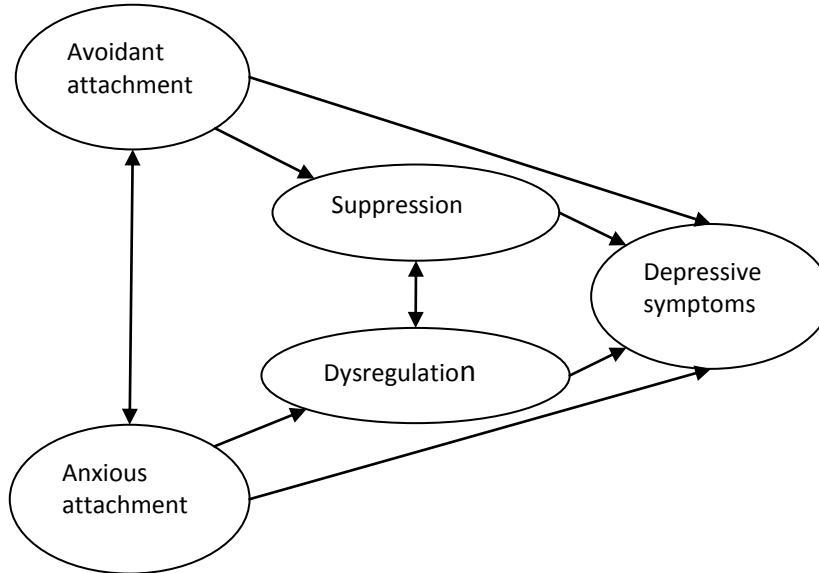 Avoidant
attachment
Suppression
Depressive
symptoms
Dysregulation
Anxious
attachment